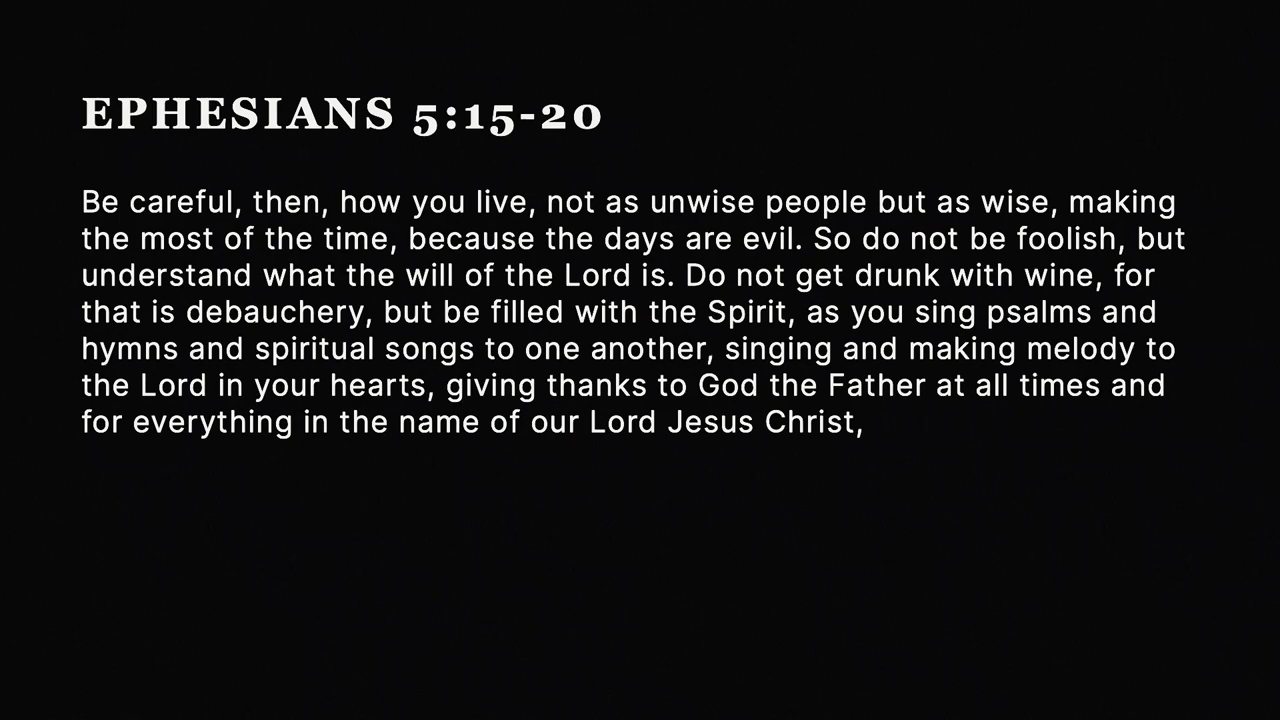 EPHESIANS 5:15-20
Be careful, then, how you live, not as unwise people but as wise, making
the most of the time, because the days are evil. So do not be foolish, but
understand what the will of the Lord is. Do not get drunk with wine, for
that is debauchery, but be filled with the Spirit, as you sing psalms and
hymns and spiritual songs to one another, singing and making melody to
the Lord in your hearts, giving thanks to God the Father at all times and
for everything in the name of our Lord Jesus Christ,